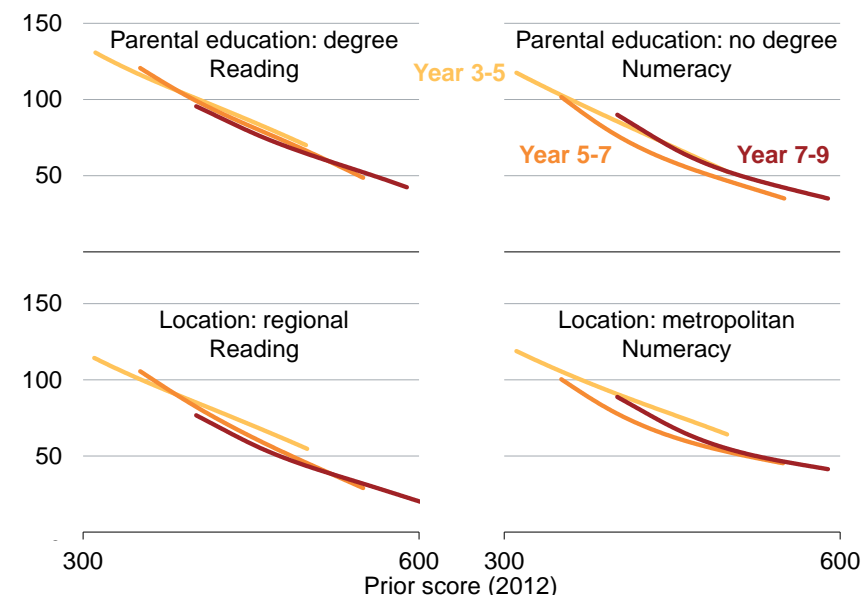 150
100
50
Parental education: degree
Reading
Parental education: no degree
Numeracy
Year 3-5
Year 5-7
Year 7-9
150
100
50
-
Location: regional
Reading
Location: metropolitan
Numeracy
300
600
300
600
Prior score (2012)